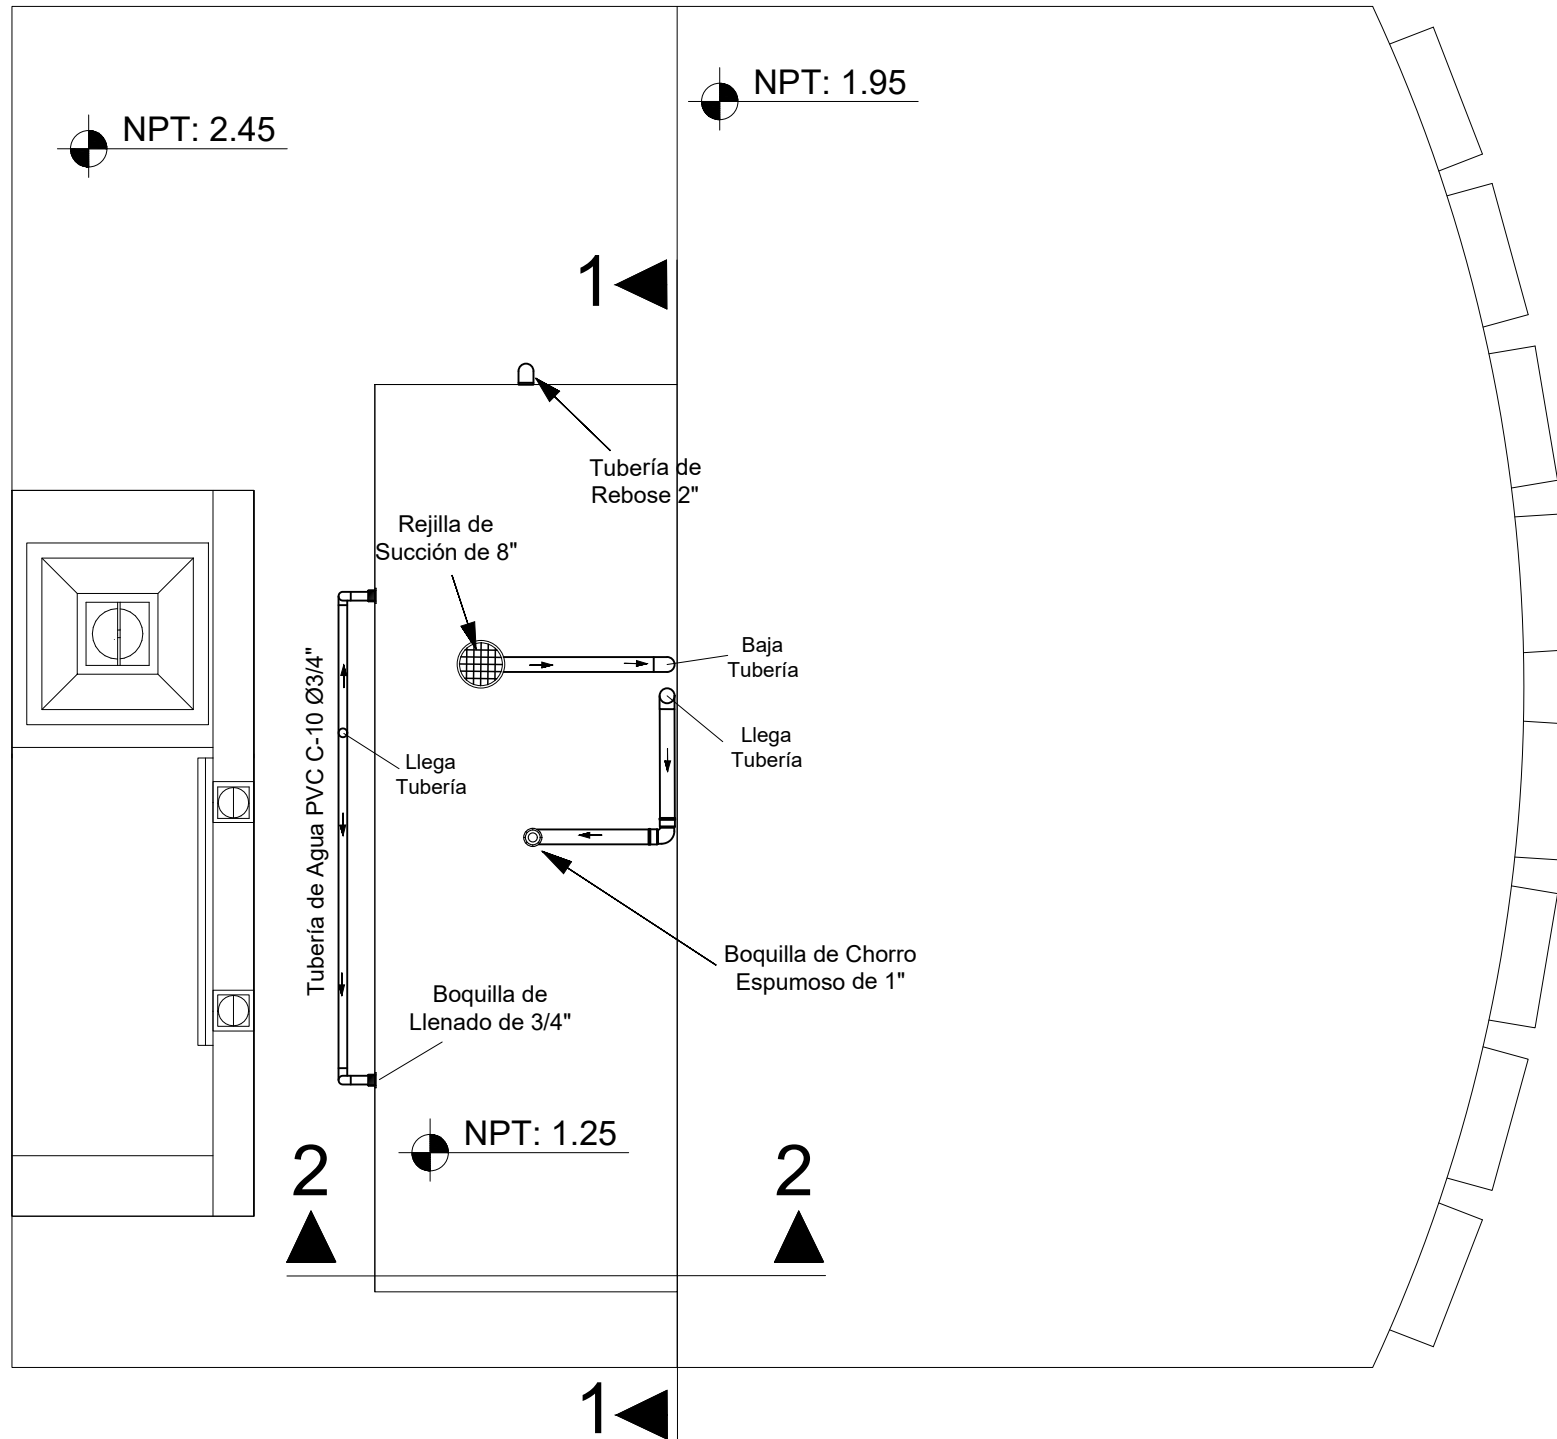 NPT: 1.95
NPT: 2.45
1
Tubería de
Rebose 2"
Rejilla de
Succión de 8"
Baja
Tubería
Llega
Tubería
Llega
Tubería
Tubería de Agua PVC C-10 Ø3/4"
Boquilla de Chorro
Espumoso de 1"
Boquilla de
Llenado de 3/4"
NPT: 1.25
2
2
1